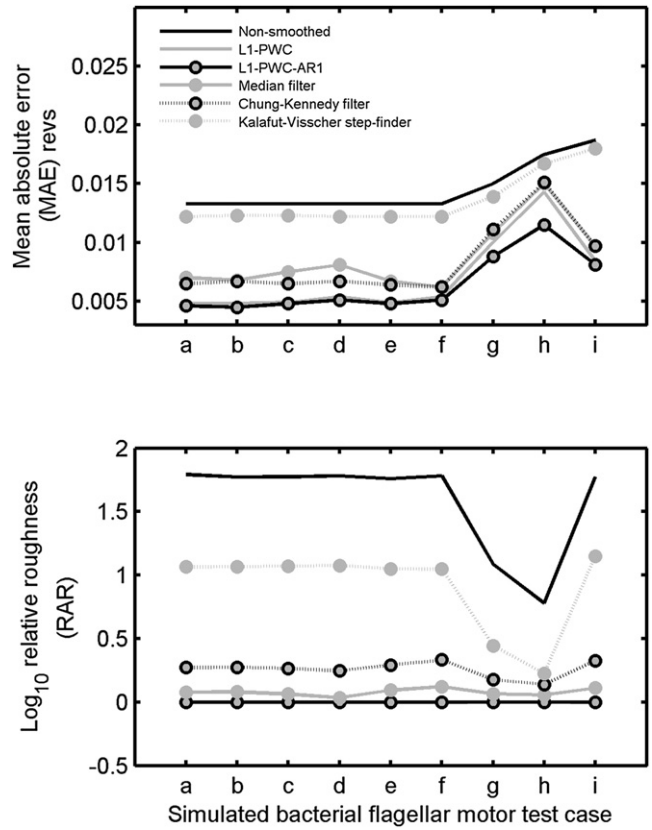 Non-smoothed
L1-PWC
L1-PWC-AR1
Median filter
Chung-Kennedy filter
Kalafut-Visscher step-finder
Mean absolute error
(MAE) revs
0.025
0.02
0.015
0.01
0.005
a b c d e f g h i
Log10 relative roughness
(RAR)
2
1.5
1
0.5
0
-0.5
a b c d e f g h i
Simulated bacterial flagellar motor test case